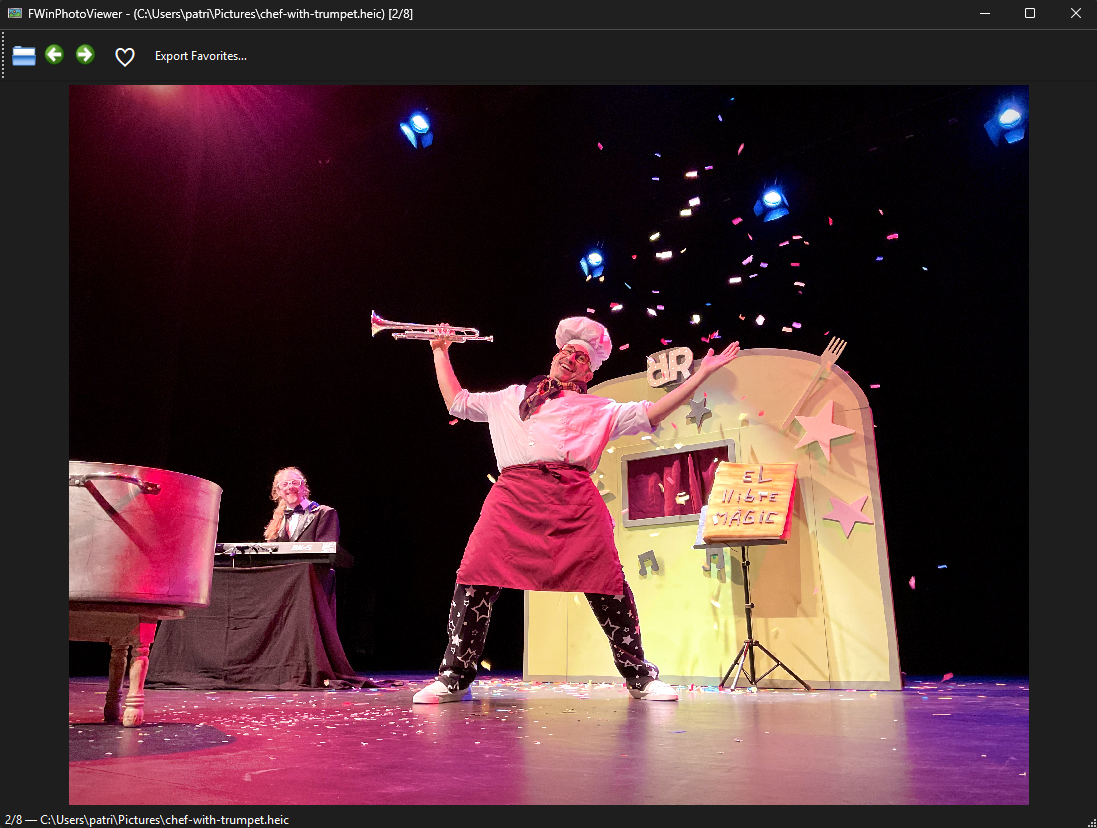 FWinPhotoViewer - (C:\Users\patri\Pictures\chef-with-trumpet.heic) [2/8]
Export Favorites...
RR
EL
llibre
MÀGIC
2/8 — C:\Users\patri\Pictures\chef-with-trumpet.heic